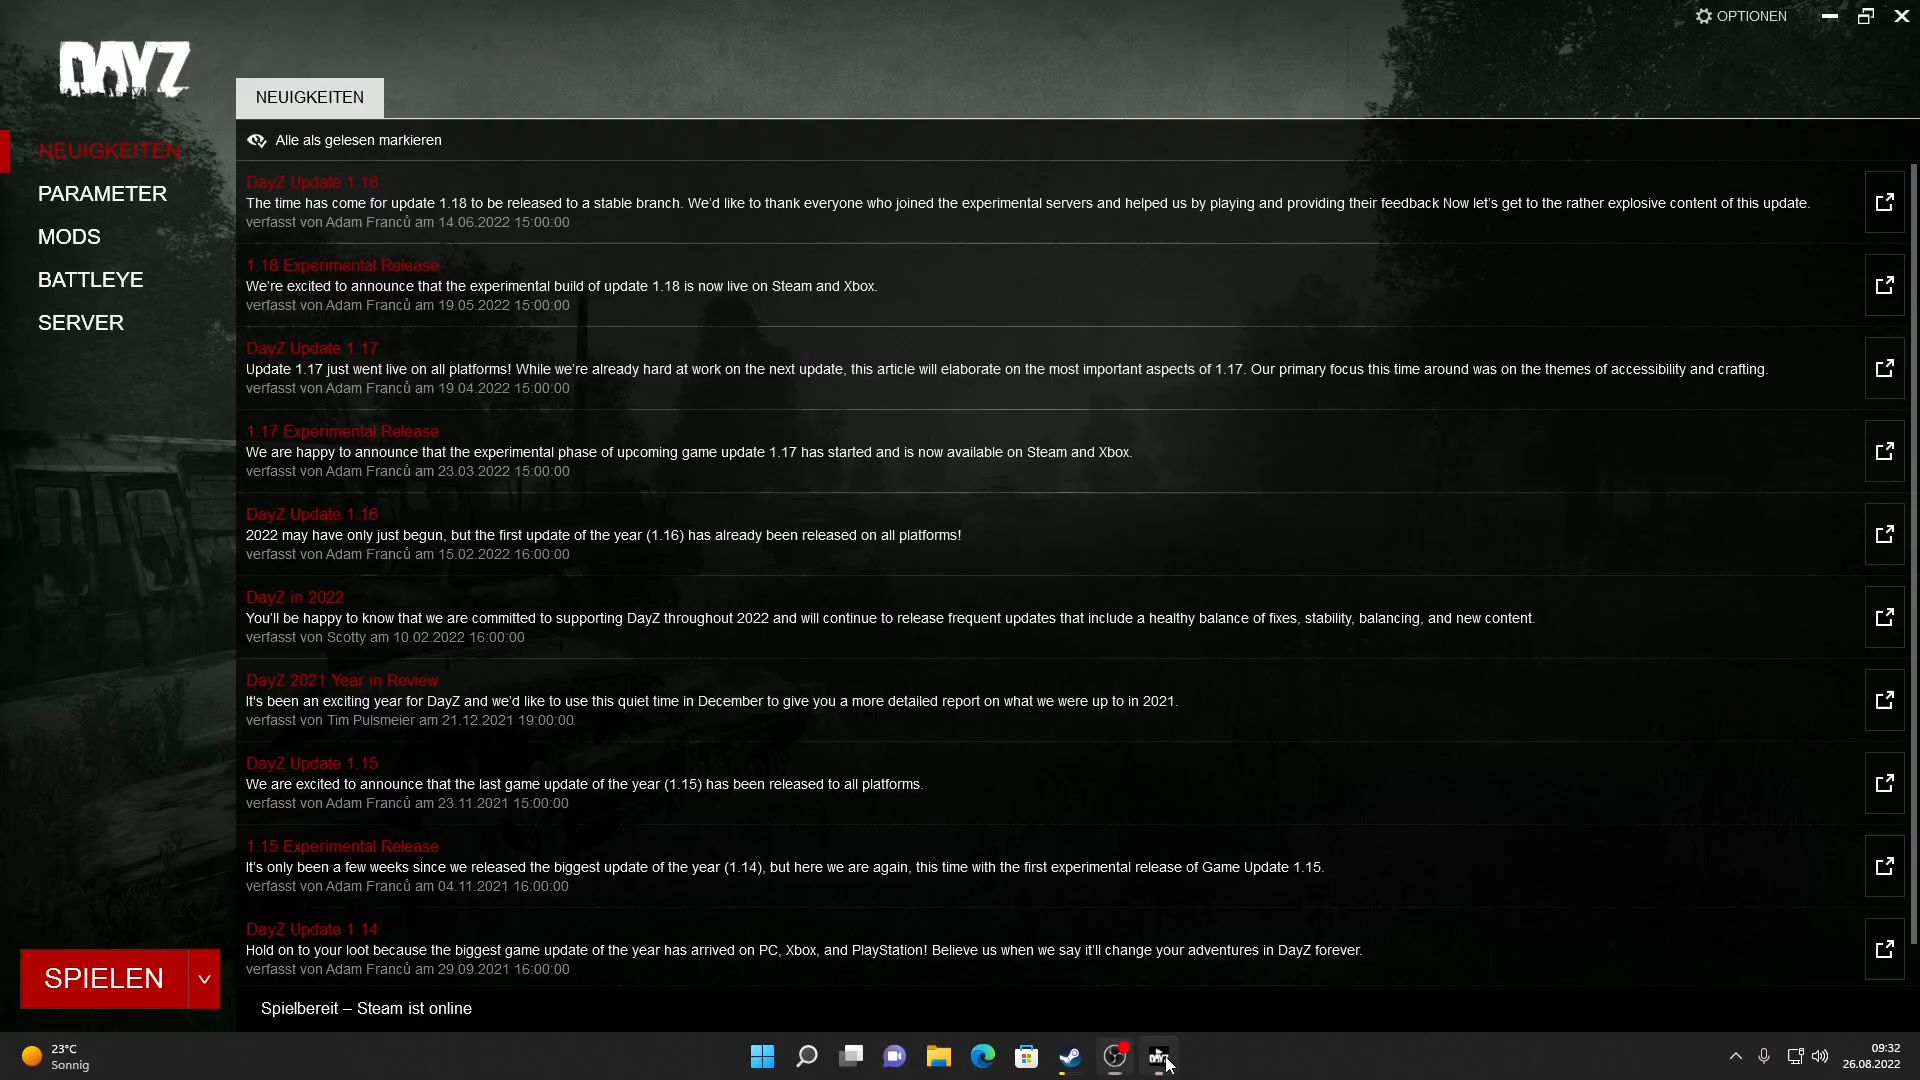 OPTIONEN
DAYZ
NEUIGKEITEN
Alle als gelesen markieren
NEUIGKEITEN
PARAMETER
MODS
BATTLEYE
SERVER
DayZ Update 1.18
The time has come for update 1.18 to be released to a stable branch. We'd like to thank everyone who joined the experimental servers and helped us by playing and providing their feedback Now let's get to the rather explosive content of this update.
verfasst von Adam Franců am 14.06.2022 15:00:00
1.18 Experimental Release
We're excited to announce that the experimental build of update 1.18 is now live on Steam and Xbox.
verfasst von Adam Franců am 19.05.2022 15:00:00
DayZ Update 1.17
Update 1.17 just went live on all platforms! While we're already hard at work on the next update, this article will elaborate on the most important aspects of 1.17. Our primary focus this time around was on the themes of accessibility and crafting.
verfasst von Adam Franců am 19.04.2022 15:00:00
1.17 Experimental Release
We are happy to announce that the experimental phase of upcoming game update 1.17 has started and is now available on Steam and Xbox.
verfasst von Adam Franců am 23.03.2022 15:00:00
DayZ Update 1.16
2022 may have only just begun, but the first update of the year (1.16) has already been released on all platforms!
verfasst von Adam Franců am 15.02.2022 16:00:00
DayZ in 2022
You'll be happy to know that we are committed to supporting DayZ throughout 2022 and will continue to release frequent updates that include a healthy balance of fixes, stability, balancing, and new content.
verfasst von Scotty am 10.02.2022 16:00:00
DayZ 2021 Year in Review
It's been an exciting year for DayZ and we'd like to use this quiet time in December to give you a more detailed report on what we were up to in 2021.
verfasst von Tim Pulsmeier am 21.12.2021 19:00:00
DayZ Update 1.15
We are excited to announce that the last game update of the year (1.15) has been released to all platforms.
verfasst von Adam Franců am 23.11.2021 15:00:00
1.15 Experimental Release
It's only been a few weeks since we released the biggest update of the year (1.14), but here we are again, this time with the first experimental release of Game Update 1.15.
verfasst von Adam Franců am 04.11.2021 16:00:00
DayZ Update 1.14
Hold on to your loot because the biggest game update of the year has arrived on PC, Xbox, and PlayStation! Believe us when we say it'll change your adventures in DayZ forever.
verfasst von Adam Franců am 29.09.2021 16:00:00
SPIELEN
Spielbereit – Steam ist online
23°C
Sonnig
DAYZ
09:32
26.08.2022